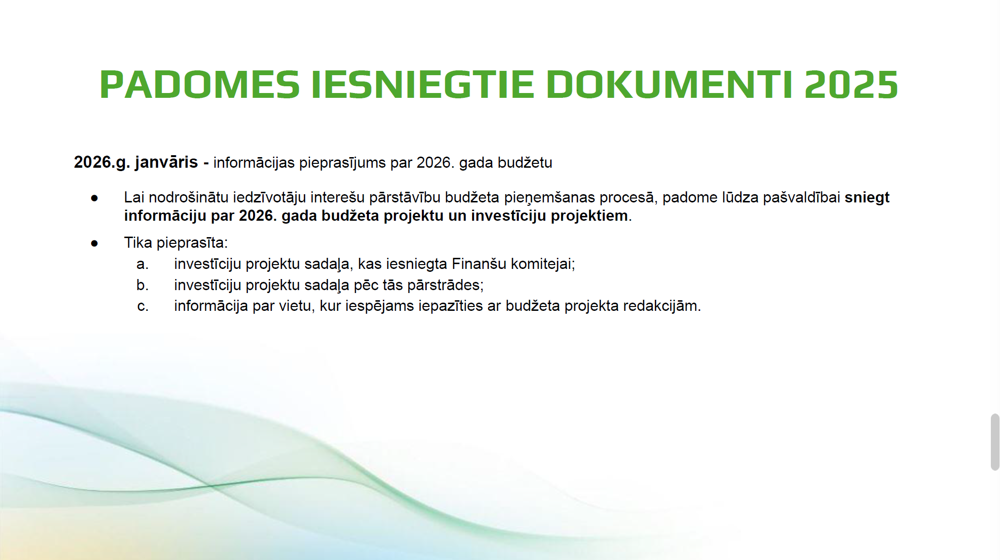 PADOMES IESNIEGTIE DOKUMENTI 2025
2026.g. janvāris - informācijas pieprasījums par 2026. gada budžetu
● Lai nodrošinātu iedzīvotāju interešu pārstāvību budžeta pieņemšanas procesā, padome lūdza pašvaldībai sniegt
informāciju par 2026. gada budžeta projektu un investīciju projektiem.
● Tika pieprasīta:
a. investīciju projektu sadaļa, kas iesniegta Finanšu komitejai;
b. investīciju projektu sadaļa pēc tās pārstrādes;
c. informācija par vietu, kur iespējams iepazīties ar budžeta projekta redakcijām.